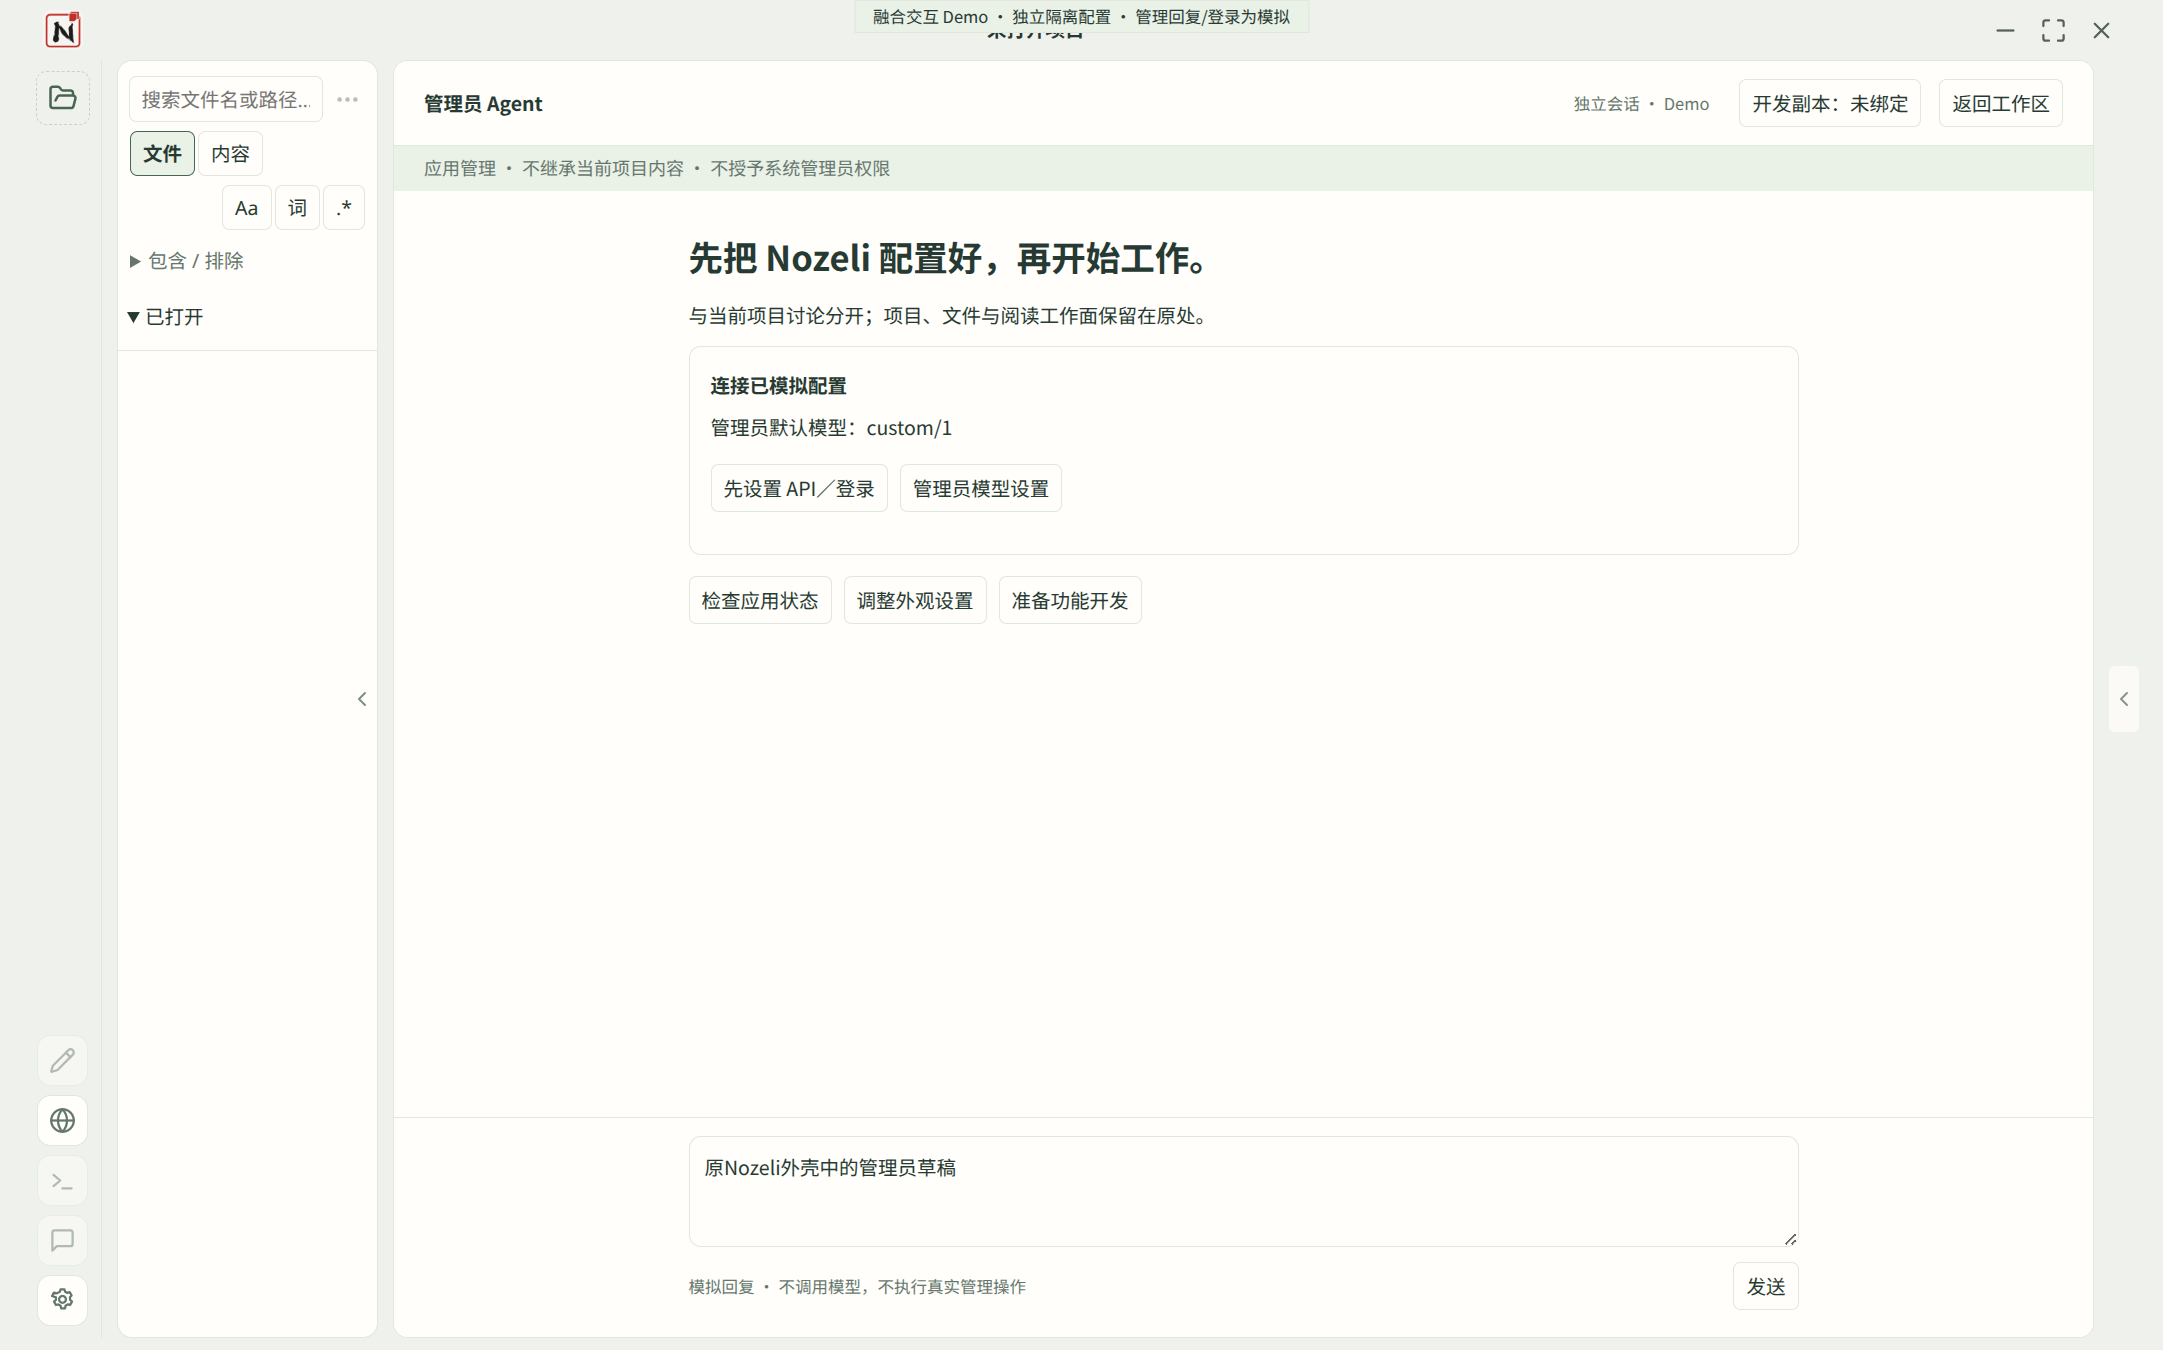 融合交互 Demo • 独立隔离配置 • 管理回复/登录为模拟
N
搜索文件名或路径...
文件 内容
Aa 词 .*
包含 / 排除
已打开
管理员 Agent
独立会话 • Demo
开发副本：未绑定
返回工作区
应用管理 • 不继承当前项目内容 • 不授予系统管理员权限
先把 Nozeli 配置好，再开始工作。
与当前项目讨论分开；项目、文件与阅读工作面保留在原处。
连接已模拟配置
管理员默认模型：custom/1
先设置 API／登录 管理员模型设置
检查应用状态 调整外观设置 准备功能开发
原Nozeli外壳中的管理员草稿
模拟回复 • 不调用模型，不执行真实管理操作
发送